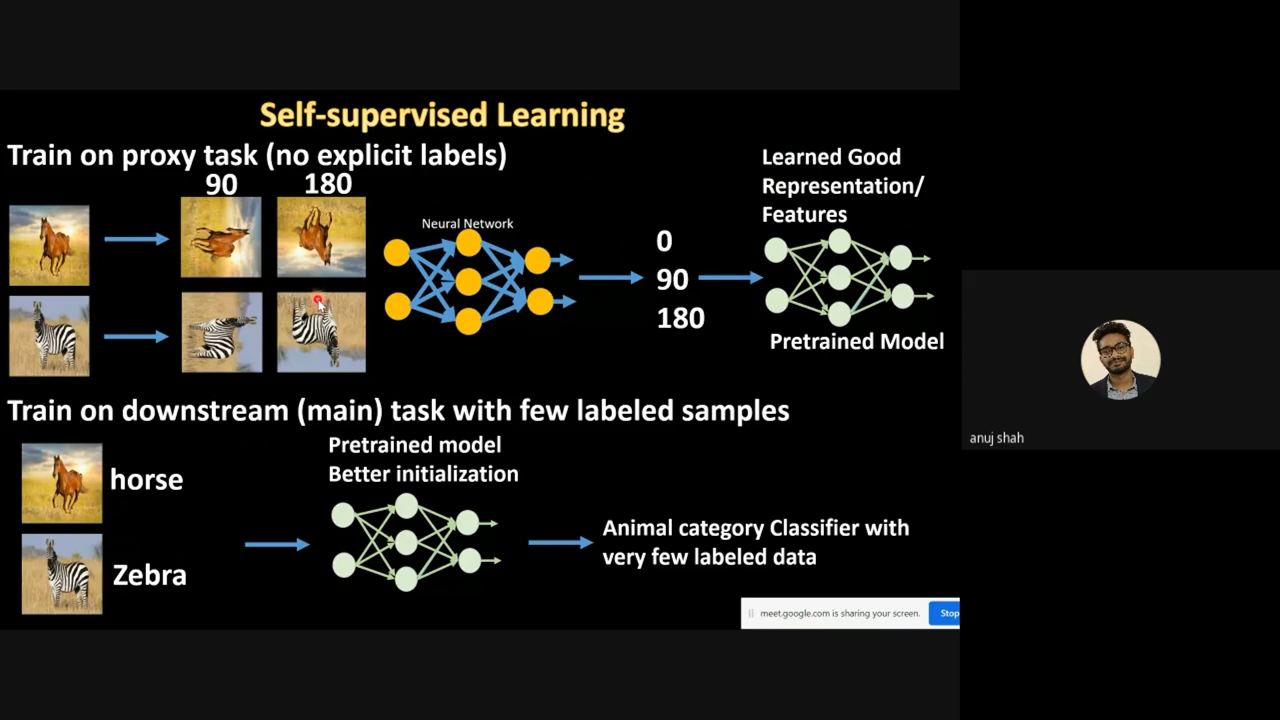 Self-supervised Learning
Train on proxy task (no explicit labels)
90 180
Neural Network
0
90
180
Learned Good
Representation/
Features
Pretrained Model
Train on downstream (main) task with few labeled samples
horse
Zebra
Pretrained model
Better initialization
Animal category Classifier with
very few labeled data
meet.google.com is sharing your screen.
Stop
anuj shah